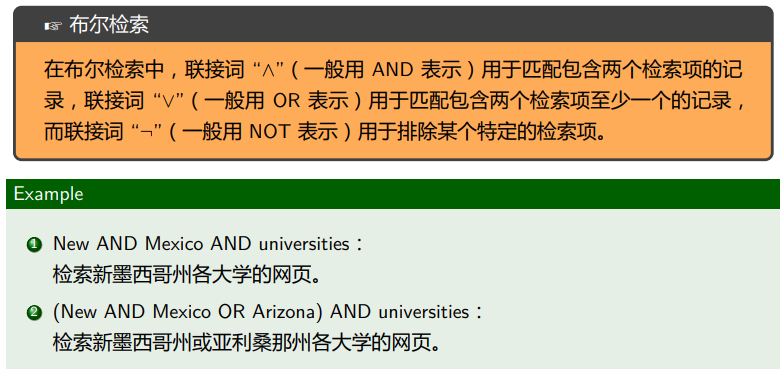 ☞ 布尔检索
在布尔检索中，联接词 “∧”（一般用 AND 表示）用于匹配包含两个检索项的记
录，联接词 “∨”（一般用 OR 表示）用于匹配包含两个检索项至少一个的记录，
而联接词 “¬”（一般用 NOT 表示）用于排除某个特定的检索项。
Example
1 New AND Mexico AND universities：
检索新墨西哥州各大学的网页。
2 (New AND Mexico OR Arizona) AND universities：
检索新墨西哥州或亚利桑那州各大学的网页。